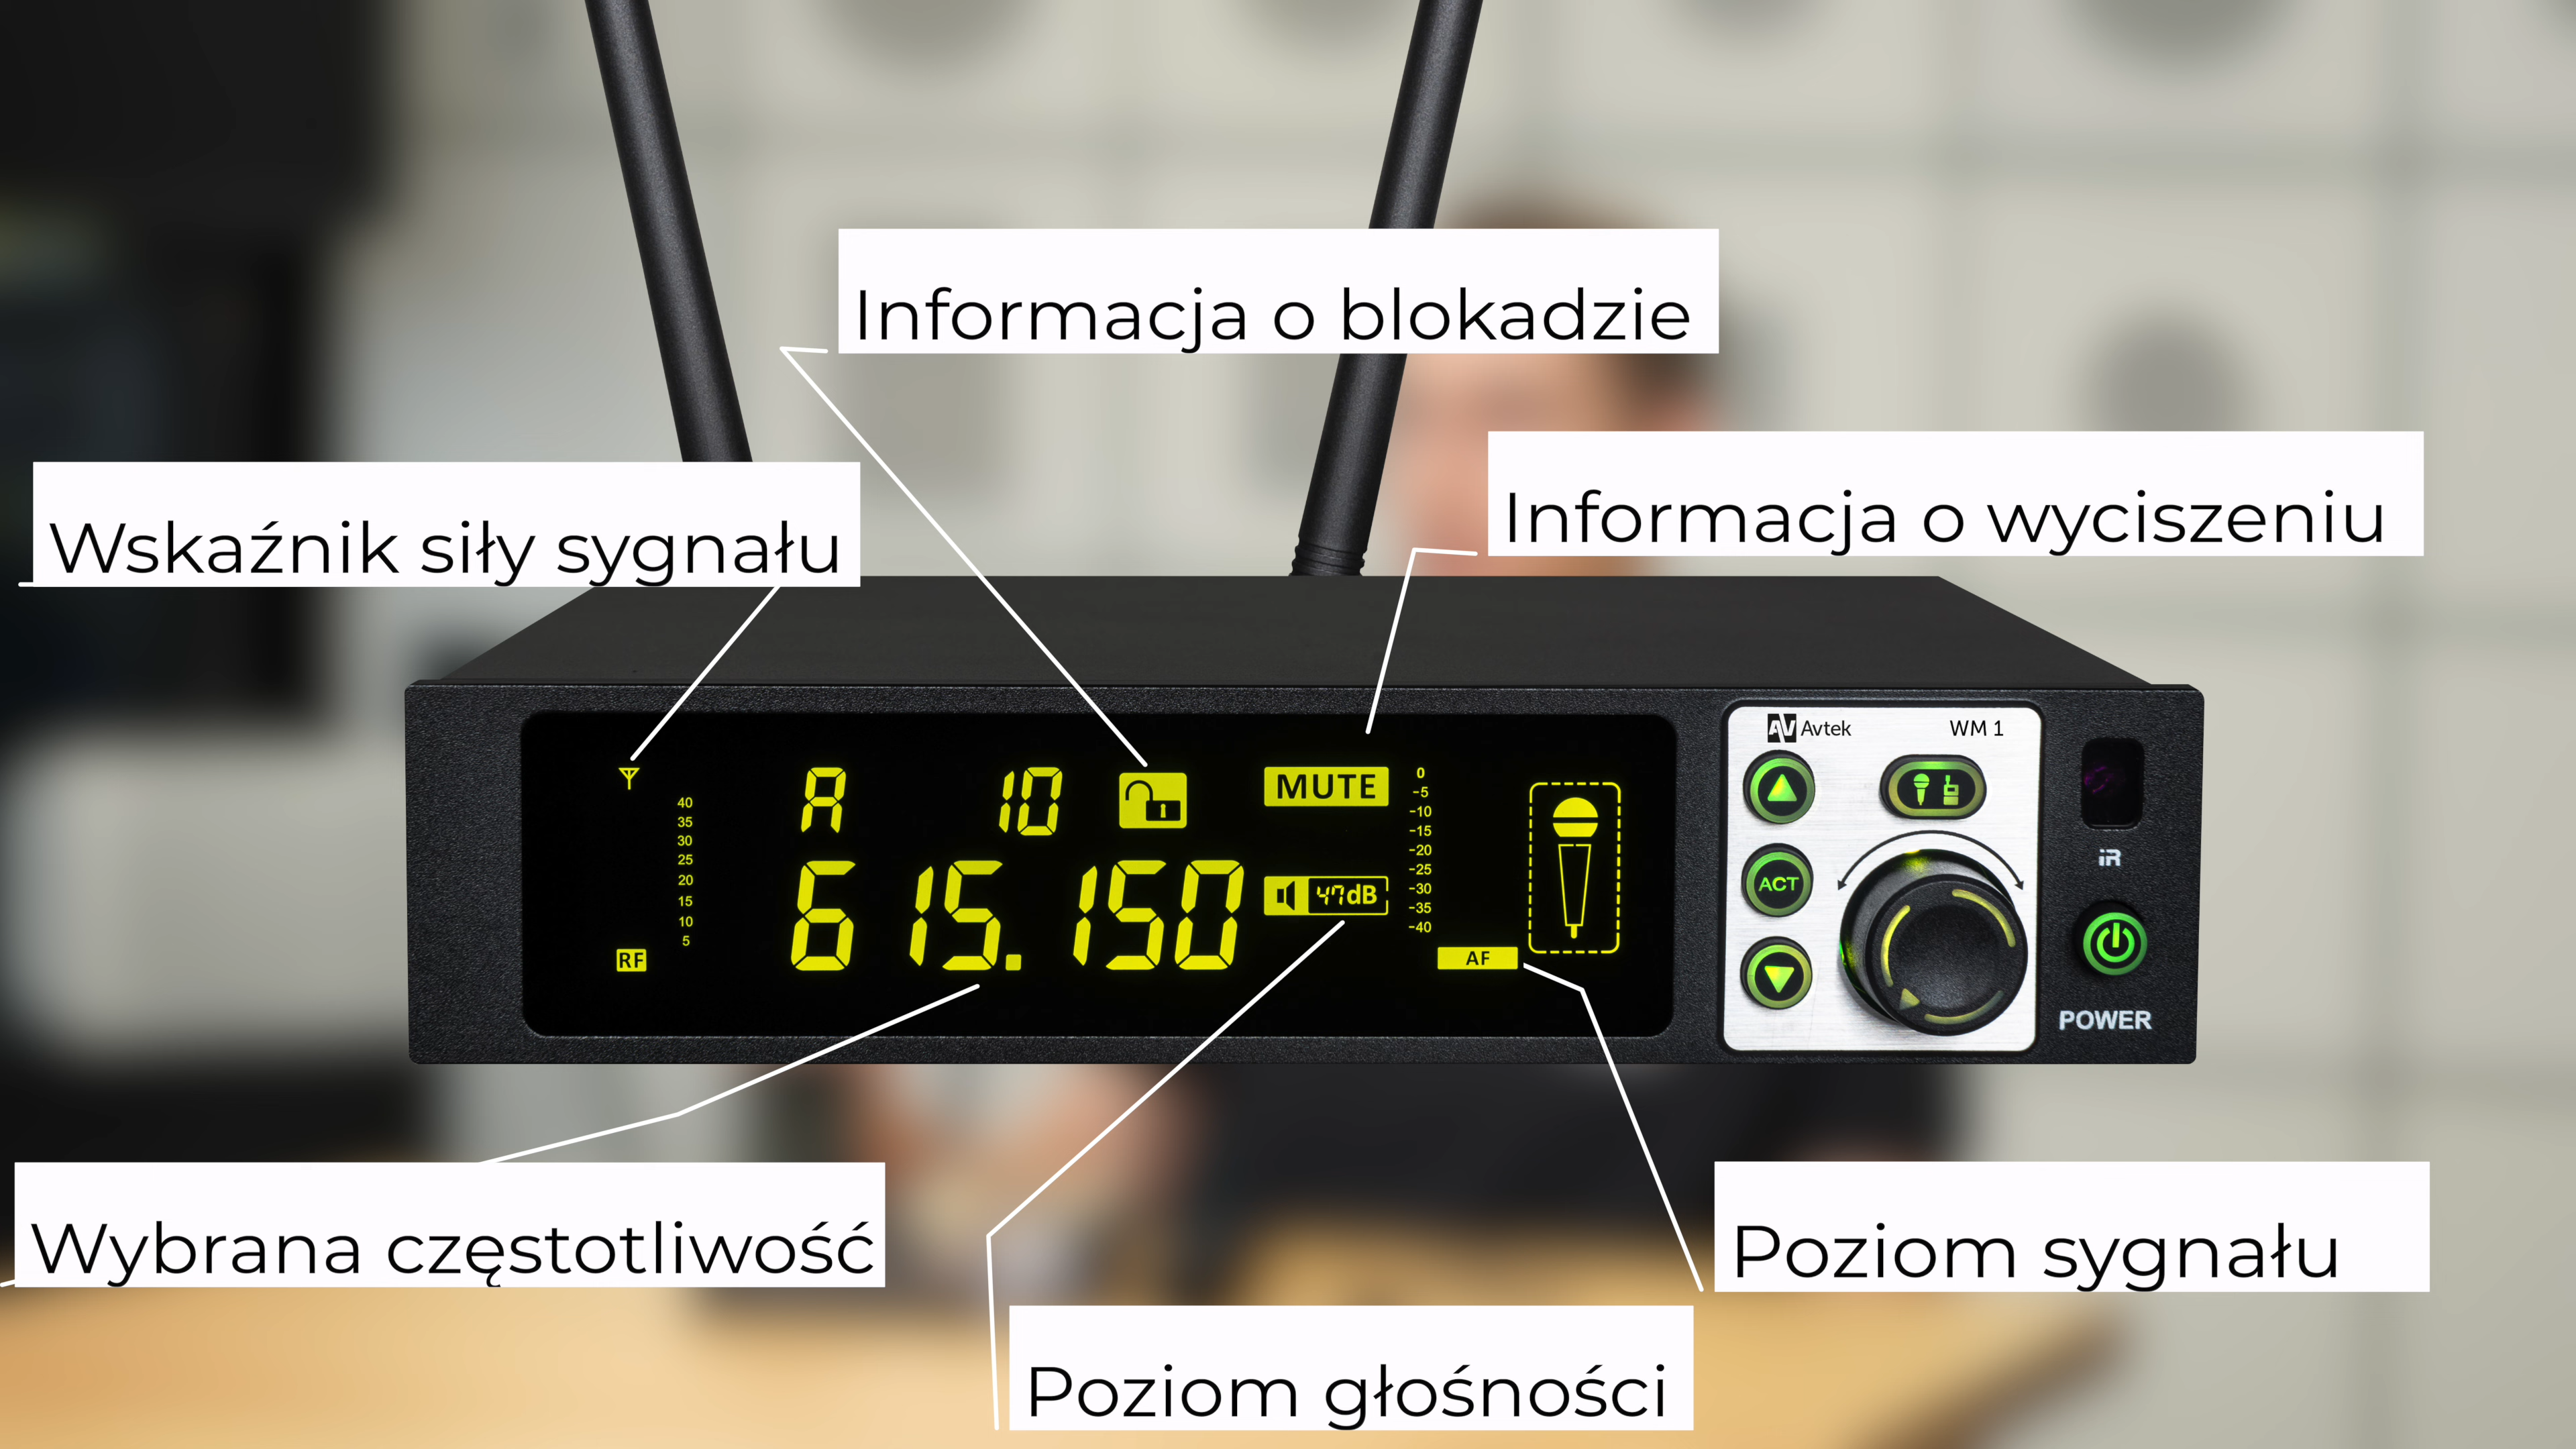 Informacja o blokadzie
Informacja o wyciszeniu
Wskaźnik siły sygnału
Avtek
WM 1
A
10
MUTE
0
-5
-10
-15
-20
-25
-30
-35
-40
40
35
30
25
20
15
10
5
615.150
47dB
RF
AF
ACT
iR
POWER
Wybrana częstotliwość
Poziom sygnału
Poziom głośności